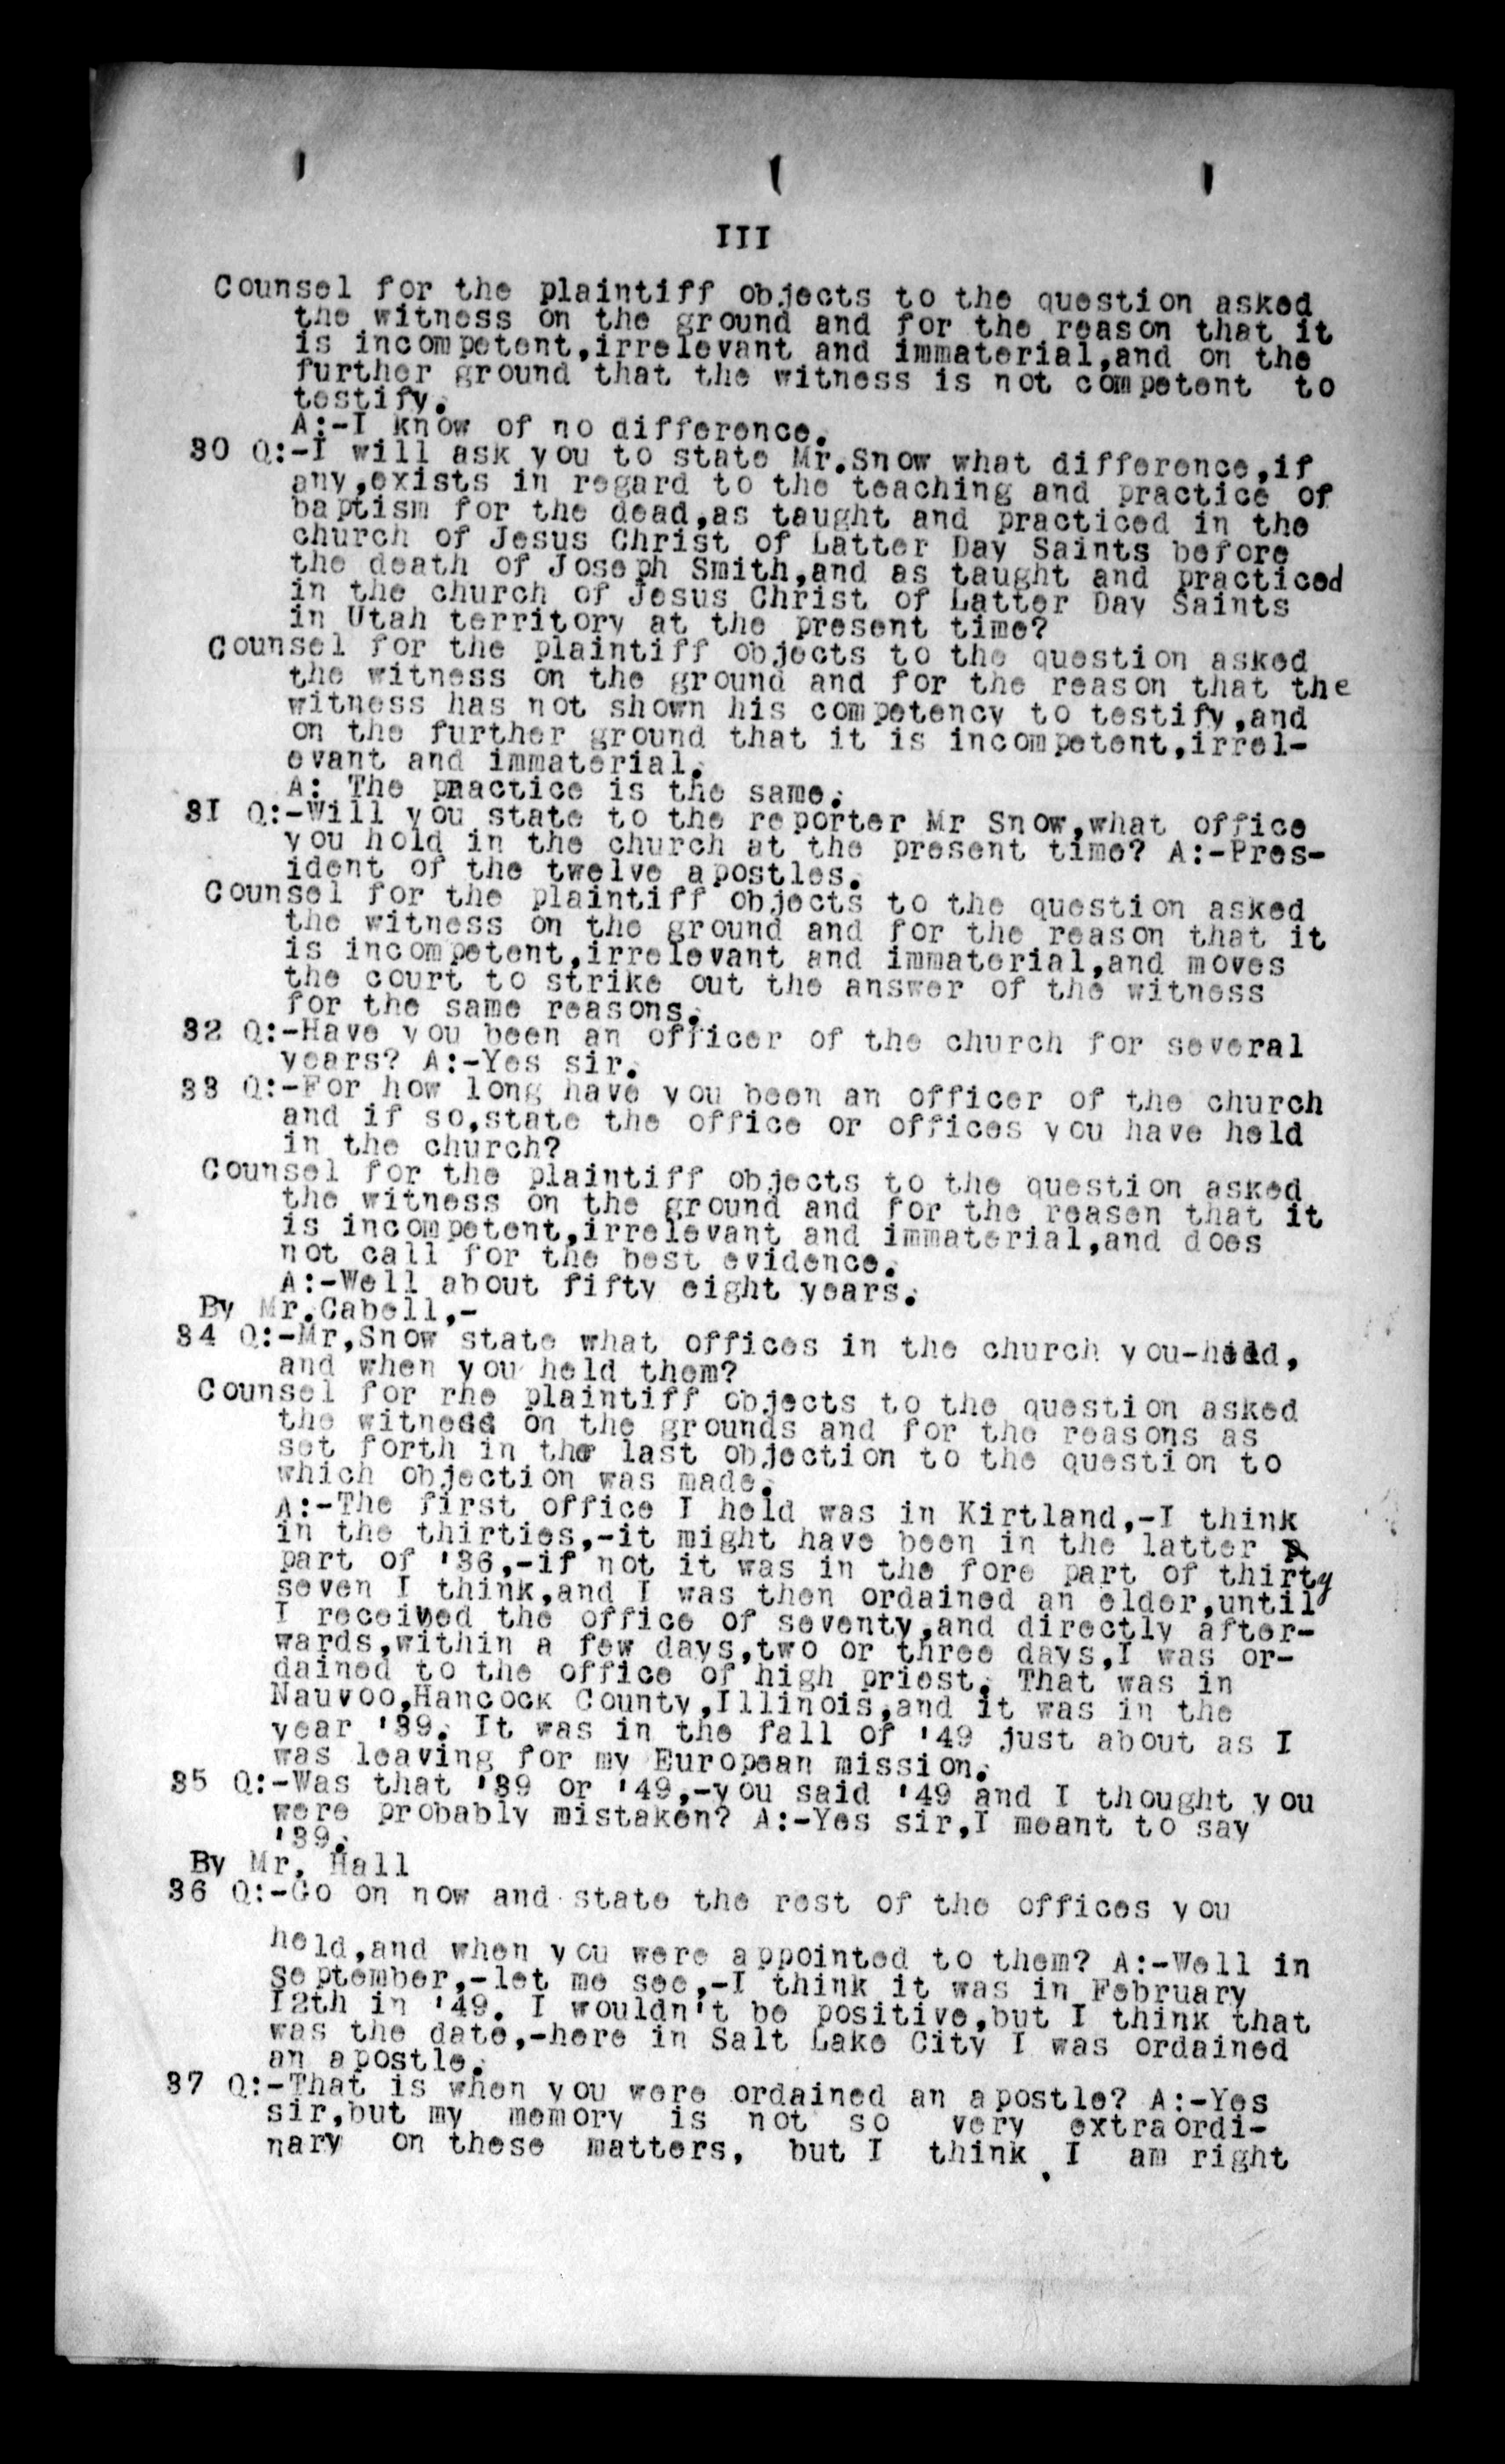 III
Counsel for the plaintiff objects to the question asked
the witness on the ground and for the reason that it
is incompetent,irrelevant and immaterial,and on the
further ground that the witness is not competent to
testify.
A:-I know of no difference.
30 Q:-I will ask you to state Mr.Snow what difference,if
any,exists in regard to the teaching and practice of
baptism for the dead,as taught and practiced in the
church of Jesus Christ of Latter Day Saints before
the death of Joseph Smith,and as taught and practiced
in the church of Jesus Christ of Latter Day Saints
in Utah territory at the present time?
Counsel for the plaintiff objects to the question asked
the witness on the ground and for the reason that the
witness has not shown his competency to testify,and
on the further ground that it is incompetent,irrel-
evant and immaterial.
A: The practice is the same.
31 Q:-Will you state to the reporter Mr Snow,what office
you hold in the church at the present time? A:-Pres-
ident of the twelve apostles.
Counsel for the plaintiff objects to the question asked
the witness on the ground and for the reason that it
is incompetent,irrelevant and immaterial,and moves
the court to strike out the answer of the witness
for the same reasons.
32 Q:-Have you been an officer of the church for several
years? A:-Yes sir.
33 Q:-For how long have you been an officer of the church
and if so,state the office or offices you have held
in the church?
Counsel for the plaintiff objects to the question asked
the witness on the ground and for the reasen that it
is incompetent,irrelevant and immaterial,and does
not call for the best evidence.
A:-Well about fifty eight years.
By Mr.Cabell,-
34 Q:-Mr,Snow state what offices in the church you-held,
and when you held them?
Counsel for rhe plaintiff objects to the question asked
the witness on the grounds and for the reasons as
set forth in the last objection to the question to
which objection was made.
A:-The first office I held was in Kirtland,-I think
in the thirties,-it might have been in the latter
part of '36,-if not it was in the fore part of thirty
seven I think,and I was then ordained an elder,until
I received the office of seventy,and directly after-
wards,within a few days,two or three days,I was or-
dained to the office of high priest. That was in
Nauvoo,Hancock County,Illinois,and it was in the
year '39. It was in the fall of '49 just about as I
was leaving for my European mission.
35 Q:-Was that '39 or '49,-you said '49 and I thought you
were probably mistaken? A:-Yes sir,I meant to say
'39.
By Mr. Hall
36 Q:-Go on now and state the rest of the offices you
held,and when you were appointed to them? A:-Well in
September,-let me see,-I think it was in February
12th in '49. I wouldn't be positive,but I think that
was the date,-here in Salt Lake City I was ordained
an apostle.
37 Q:-That is when you were ordained an apostle? A:-Yes
sir,but my memory is not so very extraordi-
nary on these matters, but I think I am right